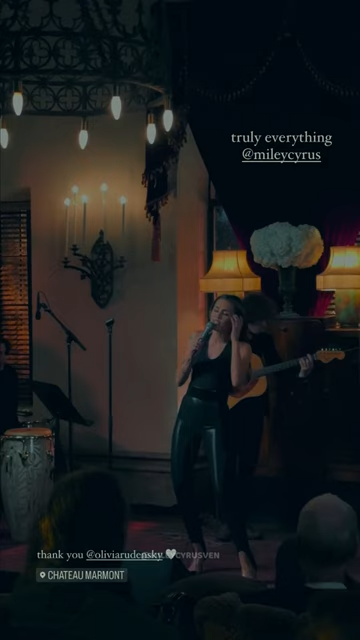 truly everything
@mileycyrus
thank you @oliviarudensky 🤍
CYRUSVEN
CHATEAU MARMONT